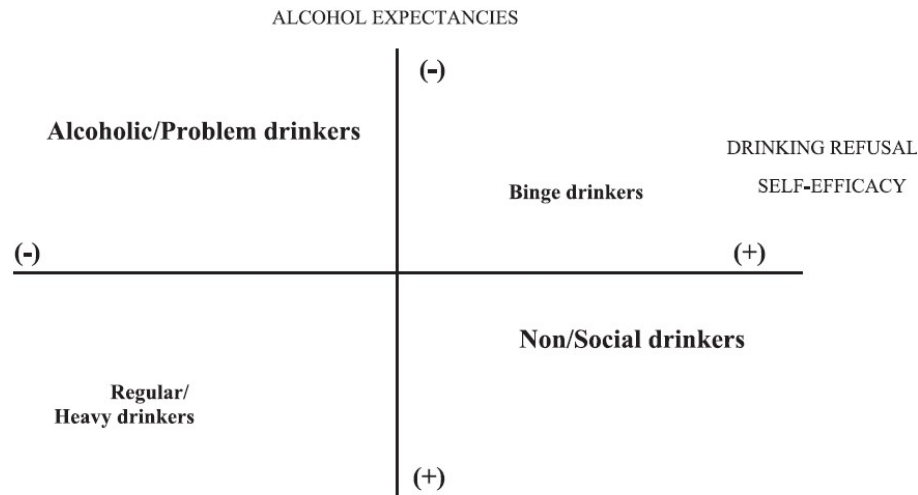 ALCOHOL EXPECTANCIES
(-)
Alcoholic/Problem drinkers
DRINKING REFUSAL
SELF-EFFICACY
Binge drinkers
(-)
(+)
Non/Social drinkers
Regular/
Heavy drinkers
(+)